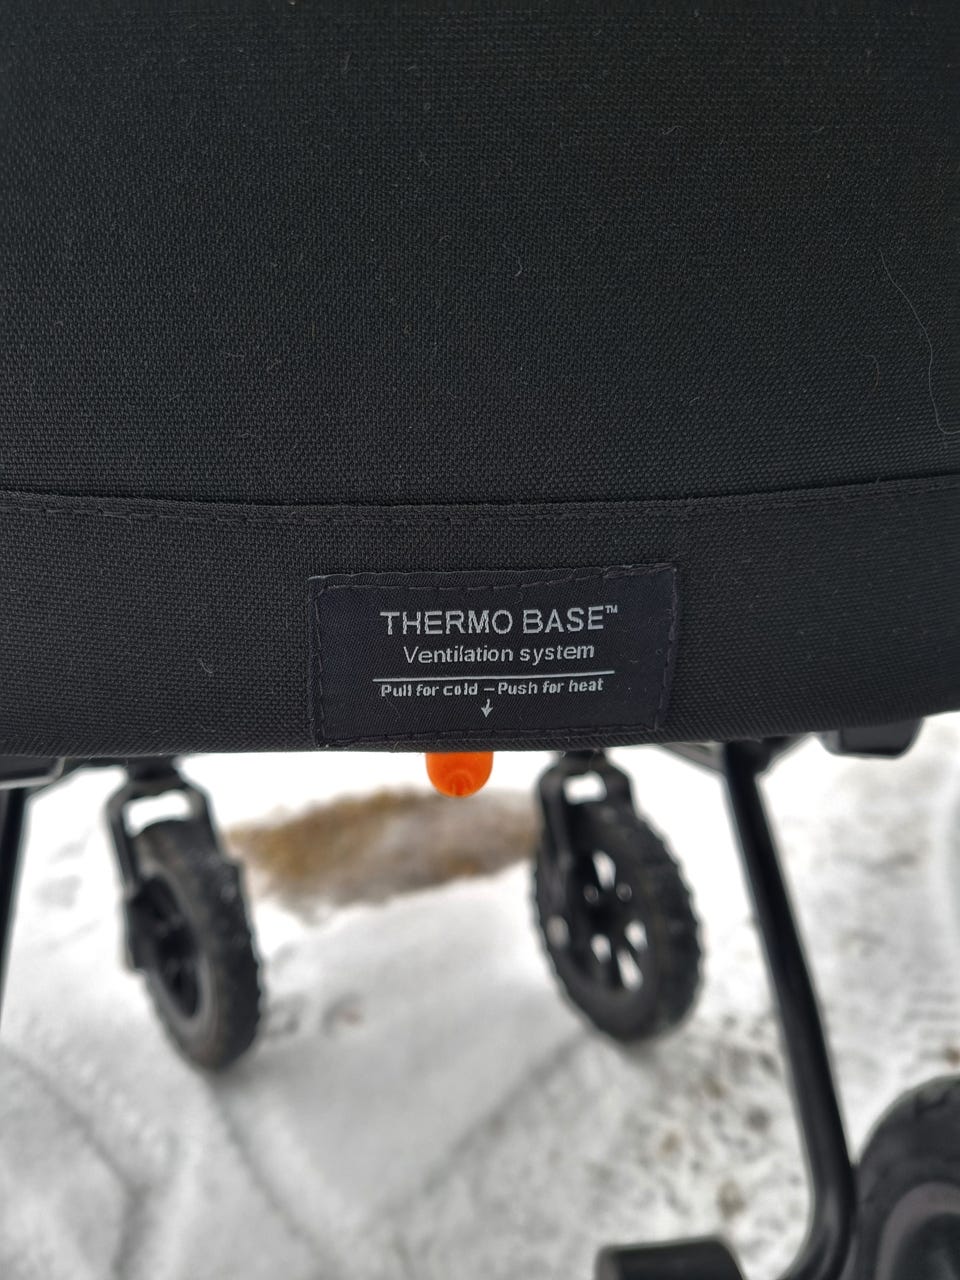 THERMO BASE™
Ventilation system
Pull for cold – Push for heat